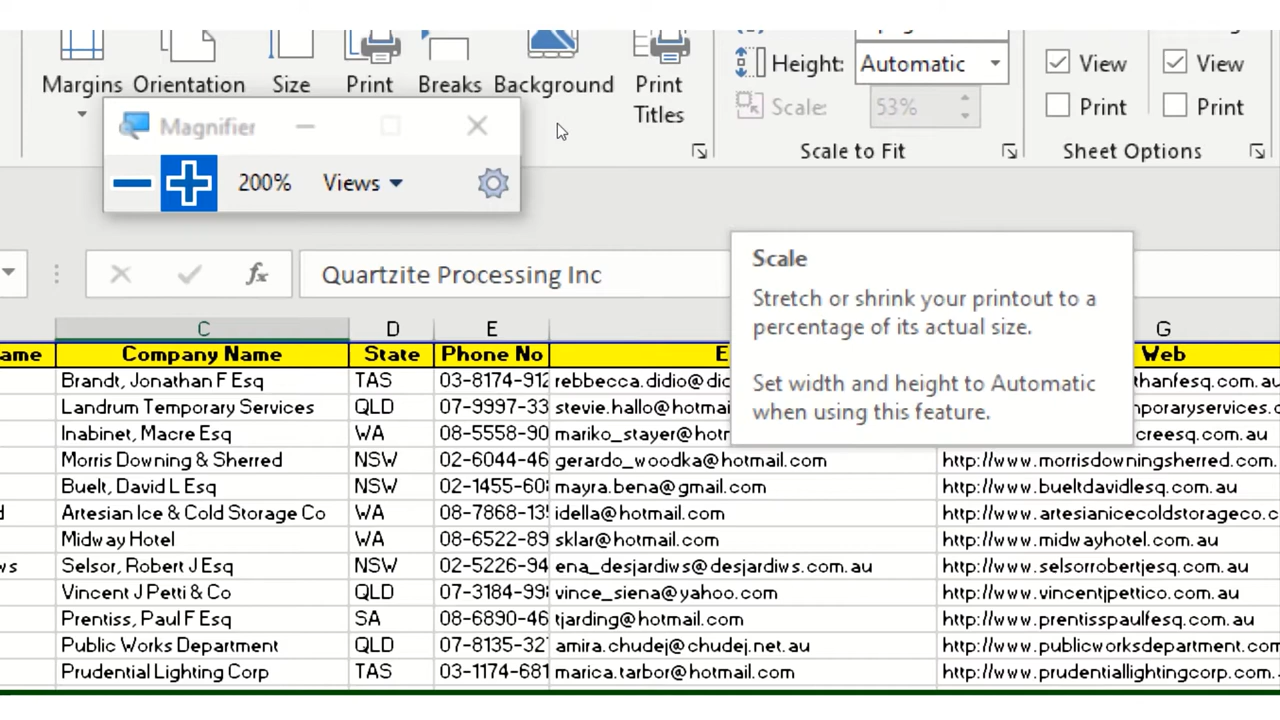 Margins Orientation Size Print Breaks Background Print Titles
Height: Automatic
Scale: 53%
View View
Print Print
Scale to Fit Sheet Options
Magnifier
200% Views
fx Quartzite Processing Inc
Scale
Stretch or shrink your printout to a
percentage of its actual size.
Set width and height to Automatic
when using this feature.
C D E G
ame Company Name State Phone No E Web
Brandt, Jonathan F Esq TAS 03-8174-912 rebbecca.didio@dic thanfesq.com.au
Landrum Temporary Services QLD 07-9997-33 stevie.hallo@hotmai mporaryservices.
Inabinet, Macre Esq WA 08-5558-90 mariko_stayer@hotr creesq.com.au
Morris Downing & Sherred NSW 02-6044-46 gerardo_woodka@hotmail.com http://www.morrisdowningsherred.com.
Buelt, David L Esq NSW 02-1455-608 mayra.bena@gmail.com http://www.bueltdavidlesq.com.au
d Artesian Ice & Cold Storage Co WA 08-7868-135 idella@hotmail.com http://www.artesianicecoldstorageco.c
Midway Hotel WA 08-6522-89 sklar@hotmail.com http://www.midwayhotel.com.au
ws Selsor, Robert J Esq NSW 02-5226-94 ena_desjardiws@desjardiws.com.au http://www.selsorrobertjesq.com.au
Vincent J Petti & Co QLD 07-3184-998 vince_siena@yahoo.com http://www.vincentjpettico.com.au
Prentiss, Paul F Esq SA 08-6890-46 tjarding@hotmail.com http://www.prentisspaulfesq.com.au
Public Works Department QLD 07-8135-327 amira.chudej@chudej.net.au http://www.publicworksdepartment.com
Prudential Lighting Corp TAS 03-1174-681 marica.tarbor@hotmail.com http://www.prudentiallightingcorp.com.